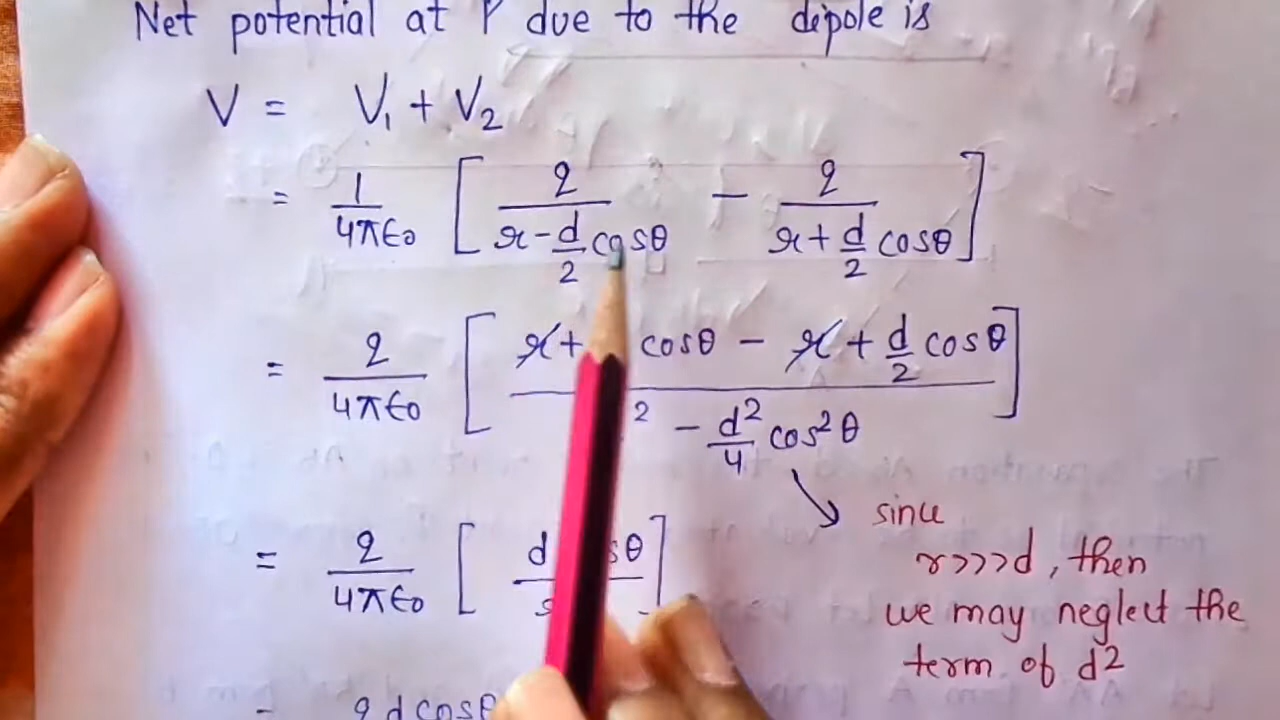 Net potential at P due to the dipole is
V = V₁ + V₂
= 1/4πϵ₀ [ q/(r - d/2 cosθ) - q/(r + d/2 cosθ) ]
= q/4πϵ₀ [ (r + cosθ - r + d/2 cosθ)/(² - d²/4 cos²θ) ]
since
= q/4πϵ₀ [ d sθ ]
r>>>d, then
we may neglect the
term of d2
= qdcosθ